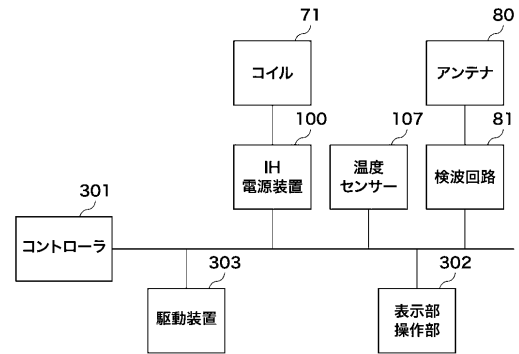 71
80
コイル
アンテナ
100
107
81
IH
電源装置
温度
センサー
検波回路
301
コントローラ
303
302
駆動装置
表示部
操作部